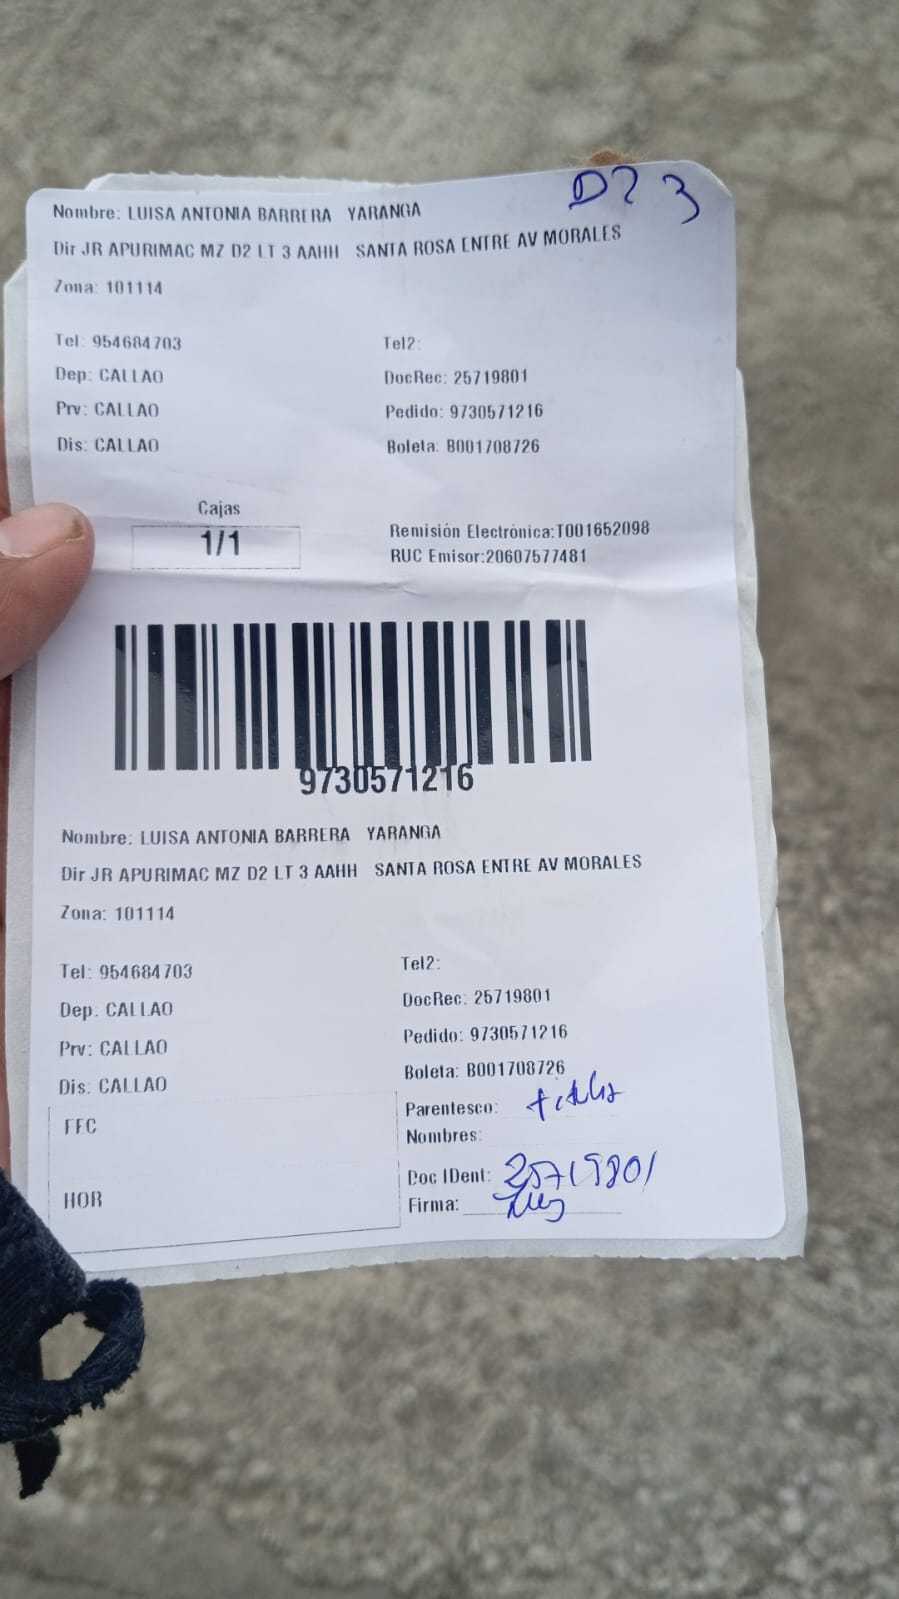 D2 3
Nombre: LUISA ANTONIA BARRERA YARANGA
Dir JR APURIMAC MZ D2 LT 3 AAHH SANTA ROSA ENTRE AV MORALES
Zona: 101114
Tel: 954684703 Tel2:
Dep: CALLAO DocRec: 25719801
Prv: CALLAO Pedido: 9730571216
Dis: CALLAO Boleta: B001708726
Cajas
1/1
Remisión Electrónica:T001652098
RUC Emisor:20607577481
9730571216
Nombre: LUISA ANTONIA BARRERA YARANGA
Dir JR APURIMAC MZ D2 LT 3 AAHH SANTA ROSA ENTRE AV MORALES
Zona: 101114
Tel: 954684703 Tel2:
Dep: CALLAO DocRec: 25719801
Prv: CALLAO Pedido: 9730571216
Dis: CALLAO Boleta: B001708726
FEC
HOR
Parentesco:
Nombres:
Doc IDent: 25719801
Firma: